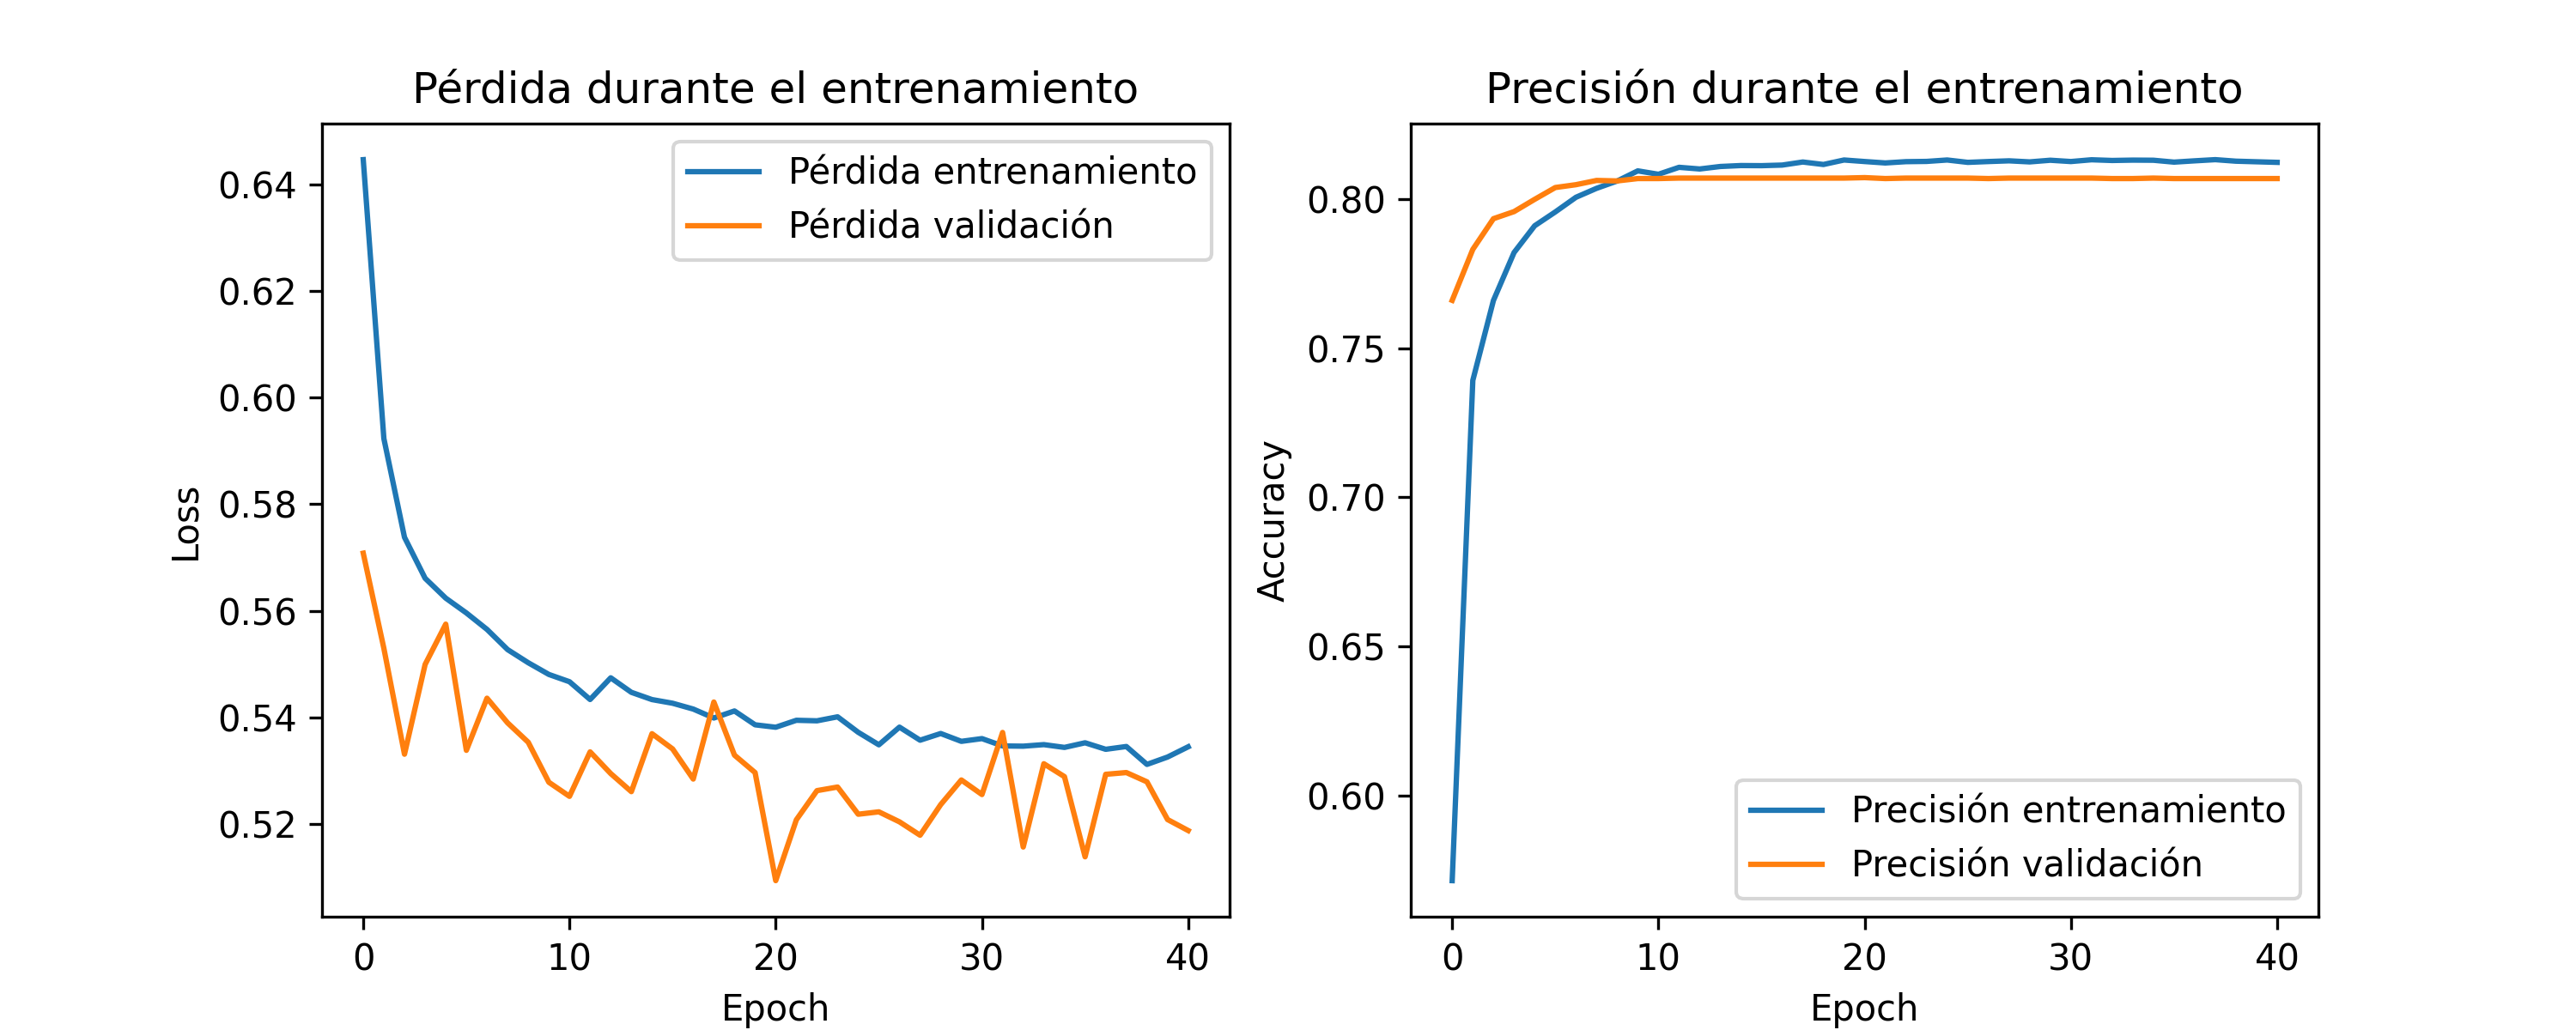 Pérdida durante el entrenamiento
Pérdida entrenamiento
Pérdida validación
0.64
0.62
0.60
0.58
0.56
0.54
0.52
Loss
0
10
20
30
40
Epoch
Precisión durante el entrenamiento
0.80
0.75
0.70
0.65
0.60
Accuracy
Precisión entrenamiento
Precisión validación
0
10
20
30
40
Epoch